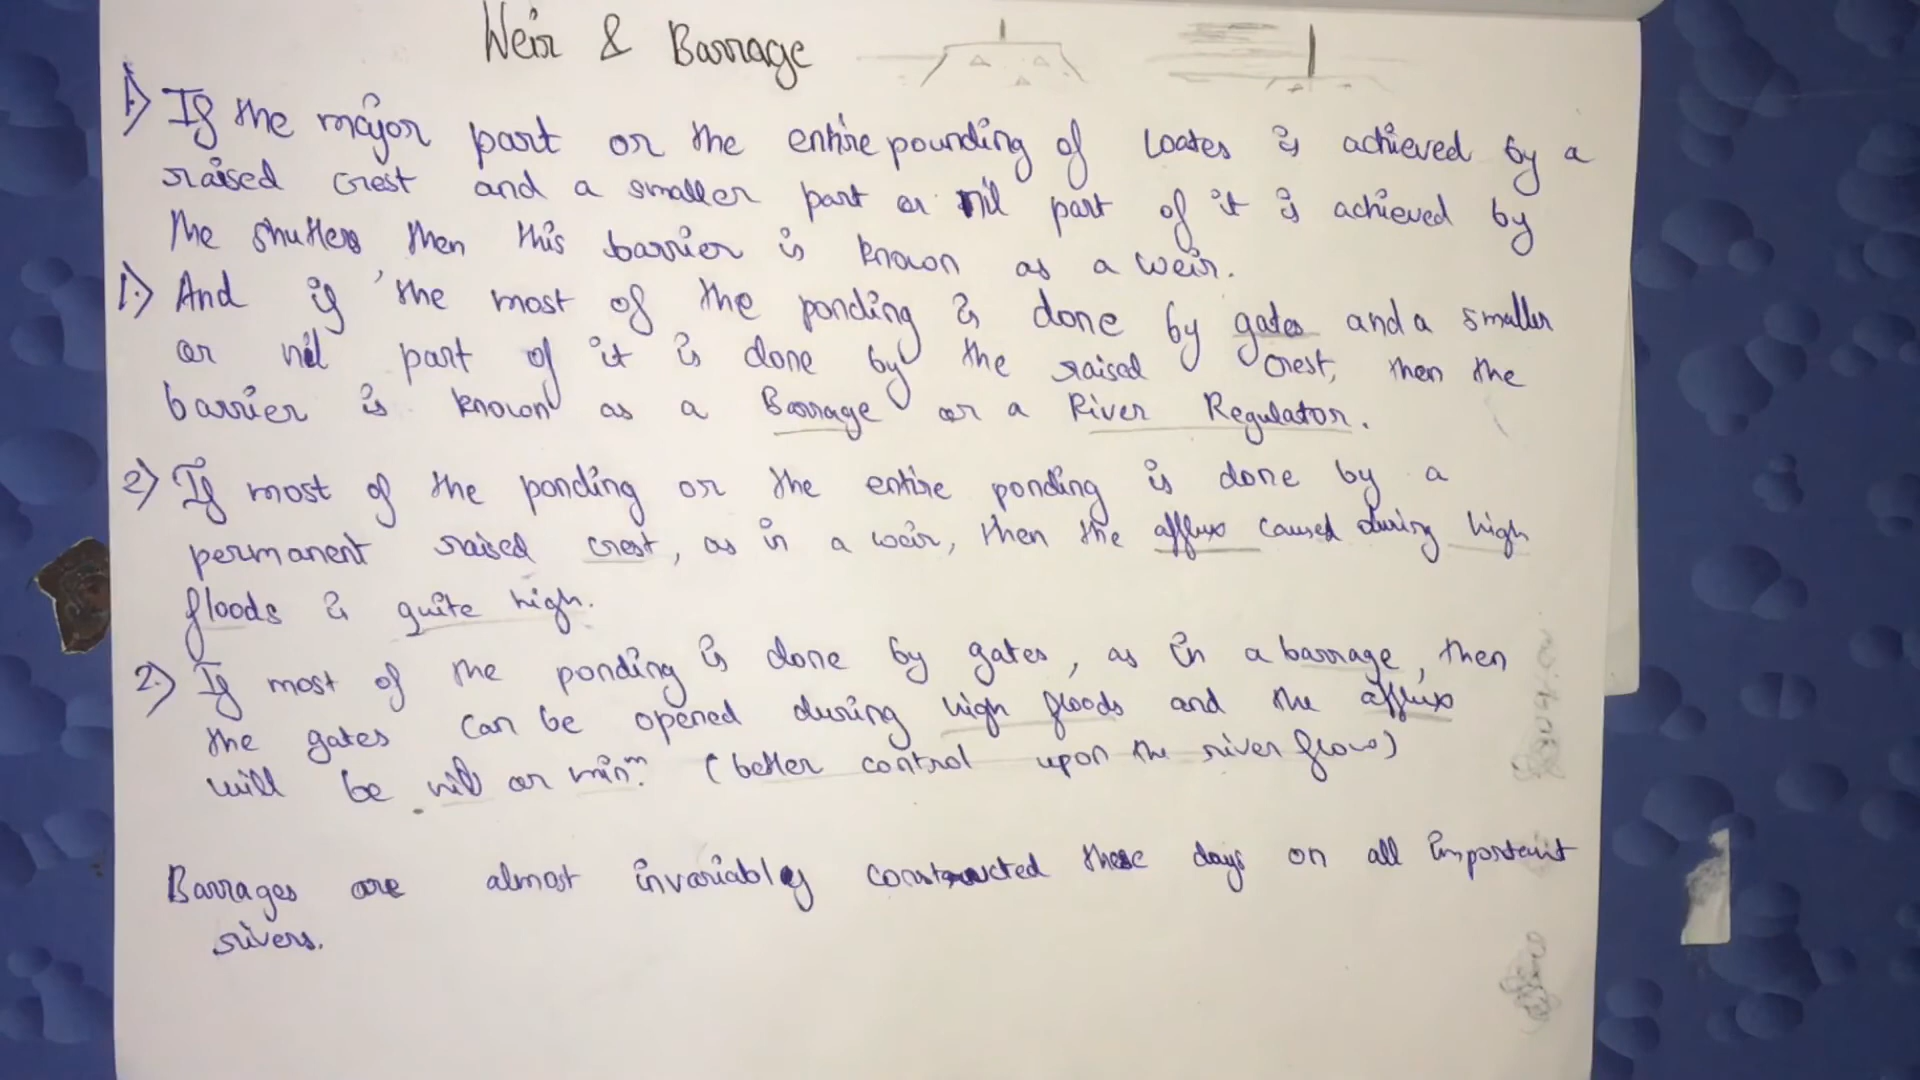 Weir & Barrage
1.) If the major part or the entire pounding of water is achieved by a
raised crest and a smaller part or nil part of it is achieved by
the shutters then this barrier is known as a weir.
1.) And if the most of the ponding is done by gates and a smaller
or nil part of it is done by the raised crest, then the
barrier is known as a Barrage or a River Regulator.
2) If most of the ponding or the entire ponding is done by a
permanent raised crest, as in a weir, then the afflux caused during high
floods is quite high.
2.) If most of the ponding is done by gates, as in a barrage, then
the gates can be opened during high floods and the afflux
will be nil or minm. (better control upon the river flow)
Barrages are almost invariably constructed these days on all important
rivers.